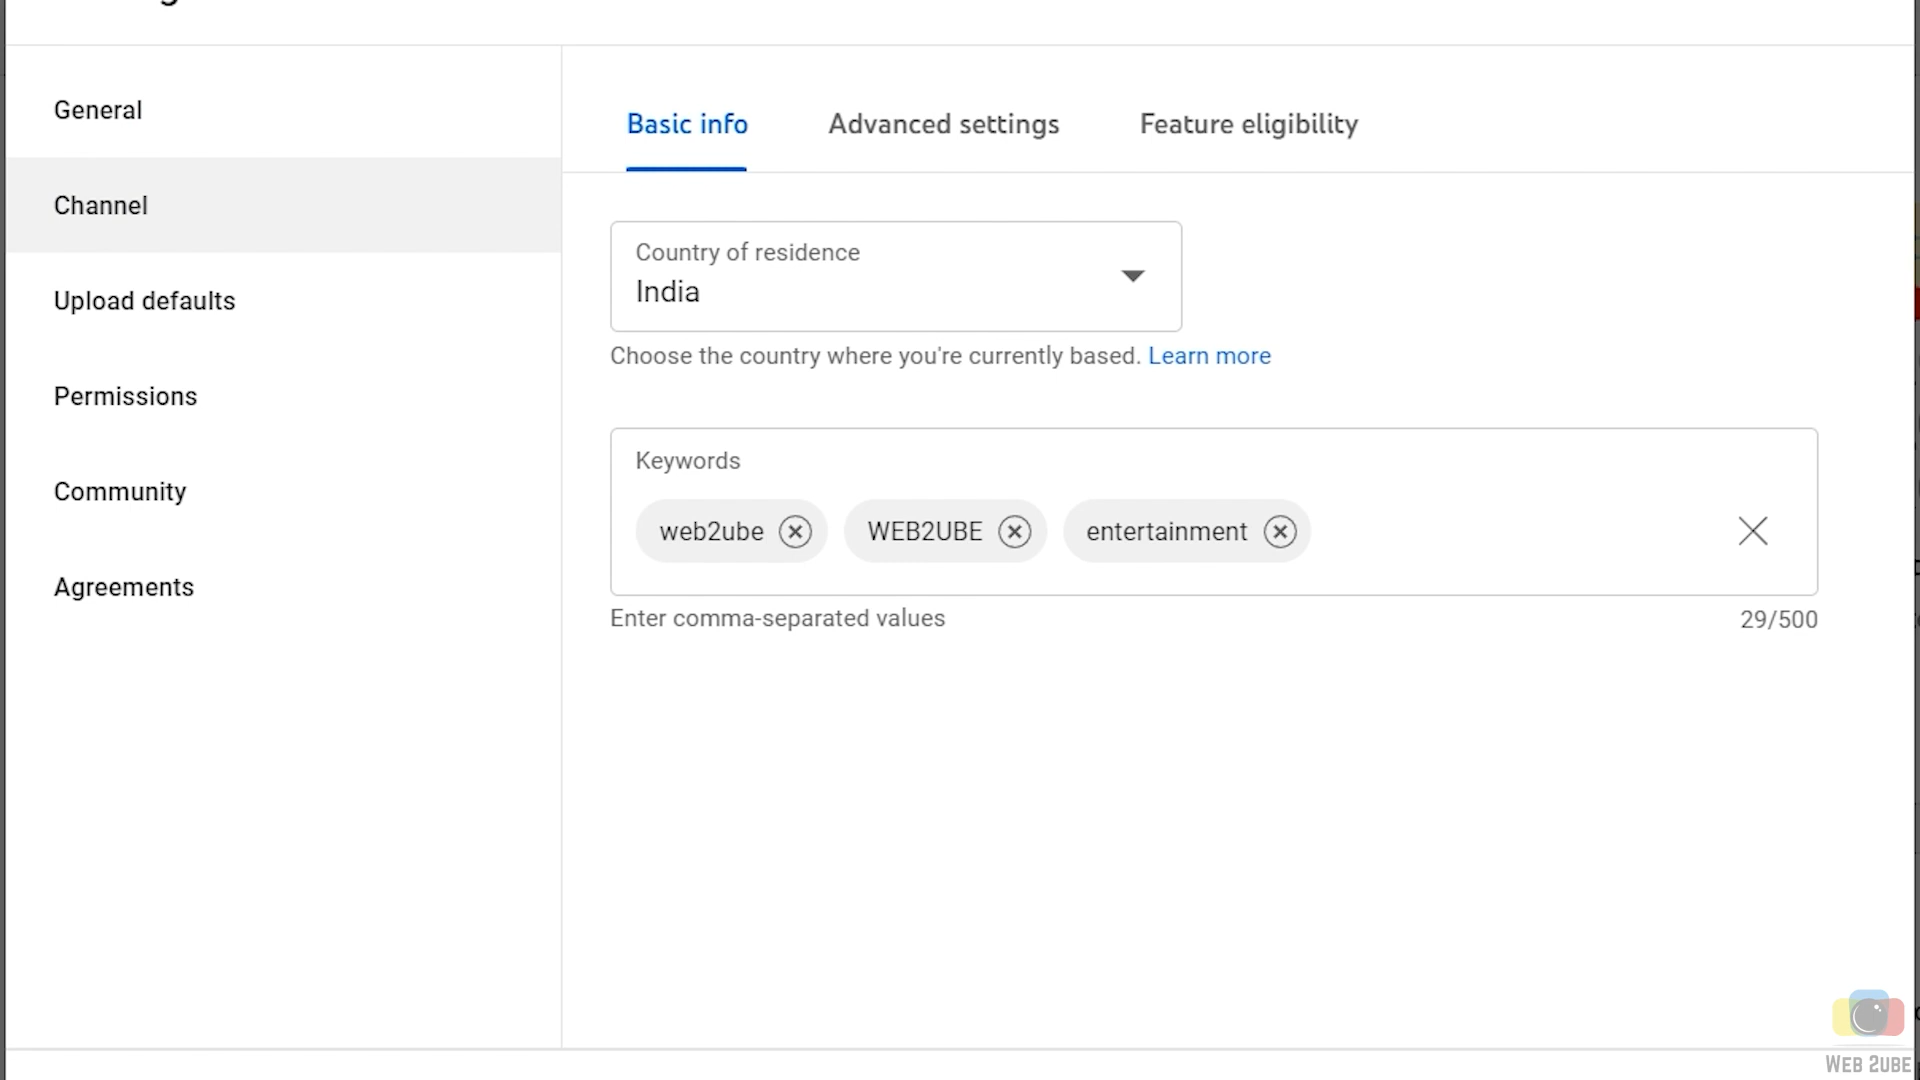 General
Channel
Upload defaults
Permissions
Community
Agreements
Basic info Advanced settings Feature eligibility
Country of residence
India
Choose the country where you're currently based. Learn more
Keywords
web2ube WEB2UBE entertainment
Enter comma-separated values 29/500
WEB 2UBE